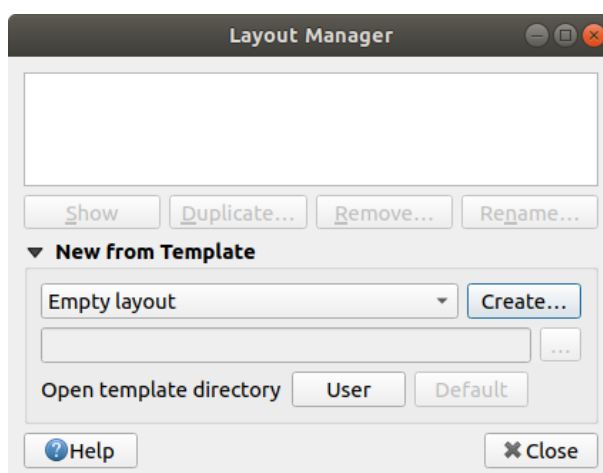 Layout Manager
Show Duplicate... Remove... Rename...
New from Template
Empty layout Create...
...
Open template directory User Default
Help Close